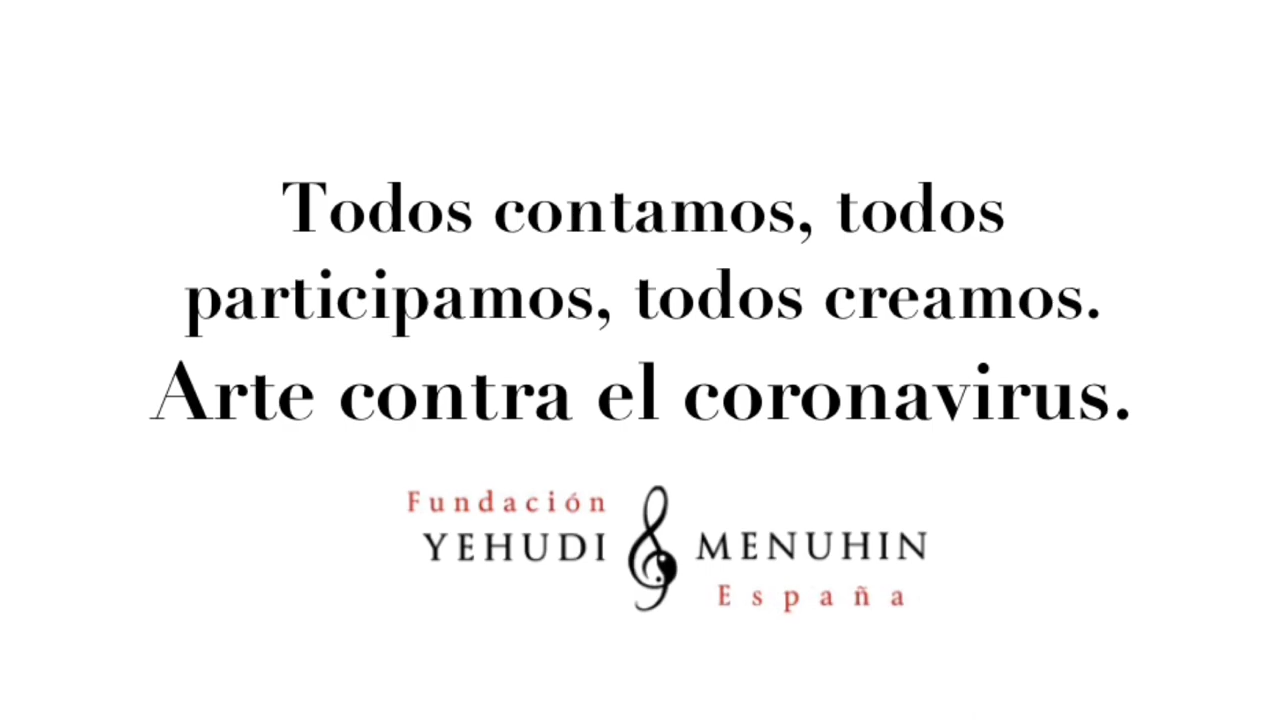 Todos contamos, todos
participamos, todos creamos.
Arte contra el coronavirus.
Fundación
YEHUDI MENUHIN
España